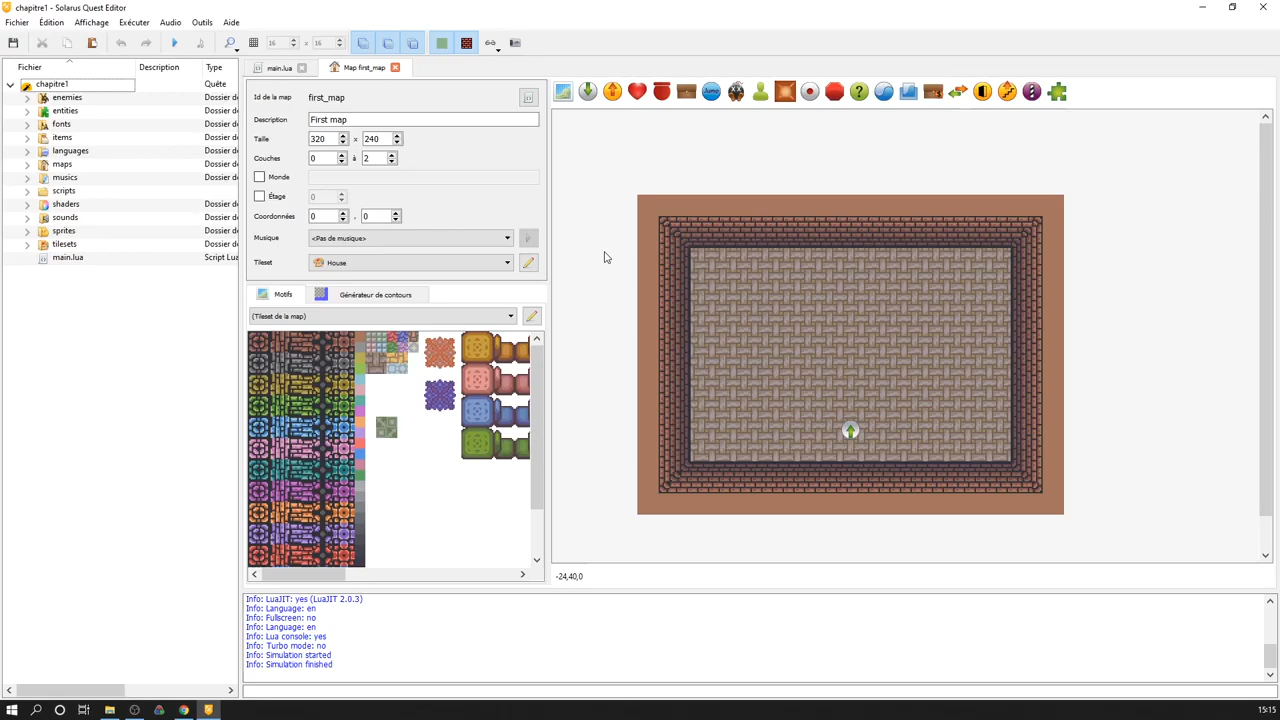 chapitre1 - Solarus Quest Editor
Fichier Édition Affichage Exécuter Audio Outils Aide
16 x 16
Fichier Description Type
chapitre1 Quête
enemies Dossier de
entities Dossier de
fonts Dossier de
items Dossier de
languages Dossier de
maps Dossier de
musics Dossier de
scripts
shaders Dossier de
sounds Dossier de
sprites Dossier de
tilesets Dossier de
main.lua Script Lua
main.lua Map first_map
Id de la map first_map
Description First map
Taille 320 x 240
Couches 0 à 2
Monde
Étage 0
Coordonnées 0 , 0
Musique <Pas de musique>
Tileset House
Motifs Générateur de contours
(Tileset de la map)
Jump
-24,40,0
Info: LuaJIT: yes (LuaJIT 2.0.3)
Info: Language: en
Info: Fullscreen: no
Info: Language: en
Info: Lua console: yes
Info: Turbo mode: no
Info: Simulation started
Info: Simulation finished
15:15